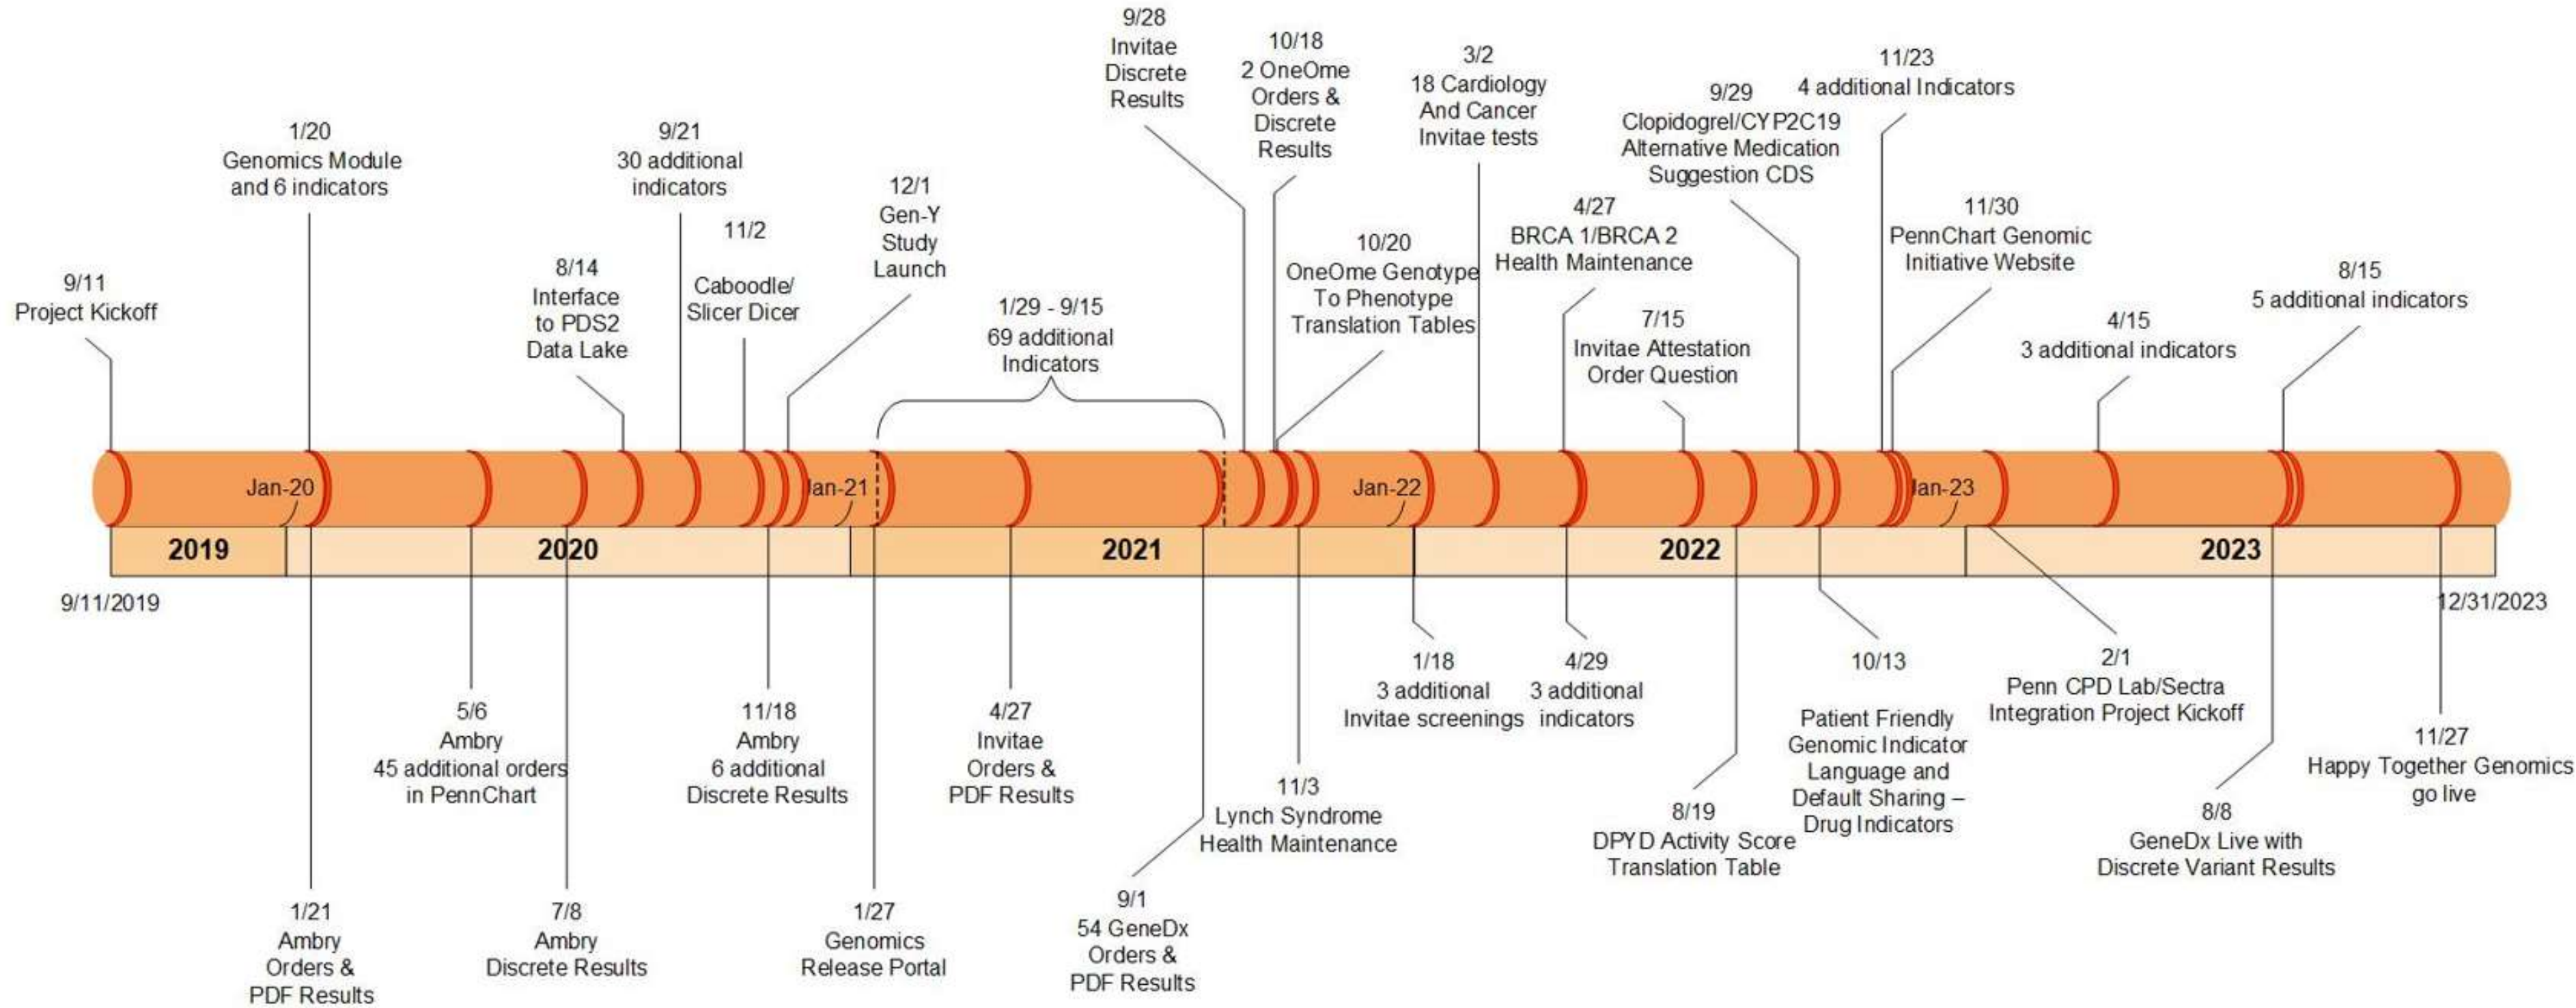 9/11
Project Kickoff
1/20
Genomics Module
and 6 indicators
8/14
Interface
to PDS2
Data Lake
9/21
30 additional
indicators
11/2
Caboodle/
Slicer Dicer
12/1
Gen-Y
Study
Launch
1/29 - 9/15
69 additional
Indicators
9/28
Invitae
Discrete
Results
10/18
2 OneOme
Orders &
Discrete
Results
10/20
OneOme Genotype
To Phenotype
Translation Tables
3/2
18 Cardiology
And Cancer
Invitae tests
4/27
BRCA 1/BRCA 2
Health Maintenance
7/15
Invitae Attestation
Order Question
9/29
Clopidogrel/CYP2C19
Alternative Medication
Suggestion CDS
11/23
4 additional Indicators
11/30
PennChart Genomic
Initiative Website
4/15
3 additional indicators
8/15
5 additional indicators
Jan-20
Jan-21
Jan-22
Jan-23
2019
2020
2021
2022
2023
9/11/2019
12/31/2023
1/21
Ambry
Orders &
PDF Results
5/6
Ambry
45 additional orders
in PennChart
7/8
Ambry
Discrete Results
11/18
Ambry
6 additional
Discrete Results
1/27
Genomics
Release Portal
4/27
Invitae
Orders &
PDF Results
9/1
54 GeneDx
Orders &
PDF Results
11/3
Lynch Syndrome
Health Maintenance
1/18
3 additional
Invitae screenings
4/29
3 additional
indicators
8/19
DPYD Activity Score
Translation Table
10/13
Patient Friendly
Genomic Indicator
Language and
Default Sharing –
Drug Indicators
2/1
Penn CPD Lab/Sectra
Integration Project Kickoff
8/8
GeneDx Live with
Discrete Variant Results
11/27
Happy Together Genomics
go live